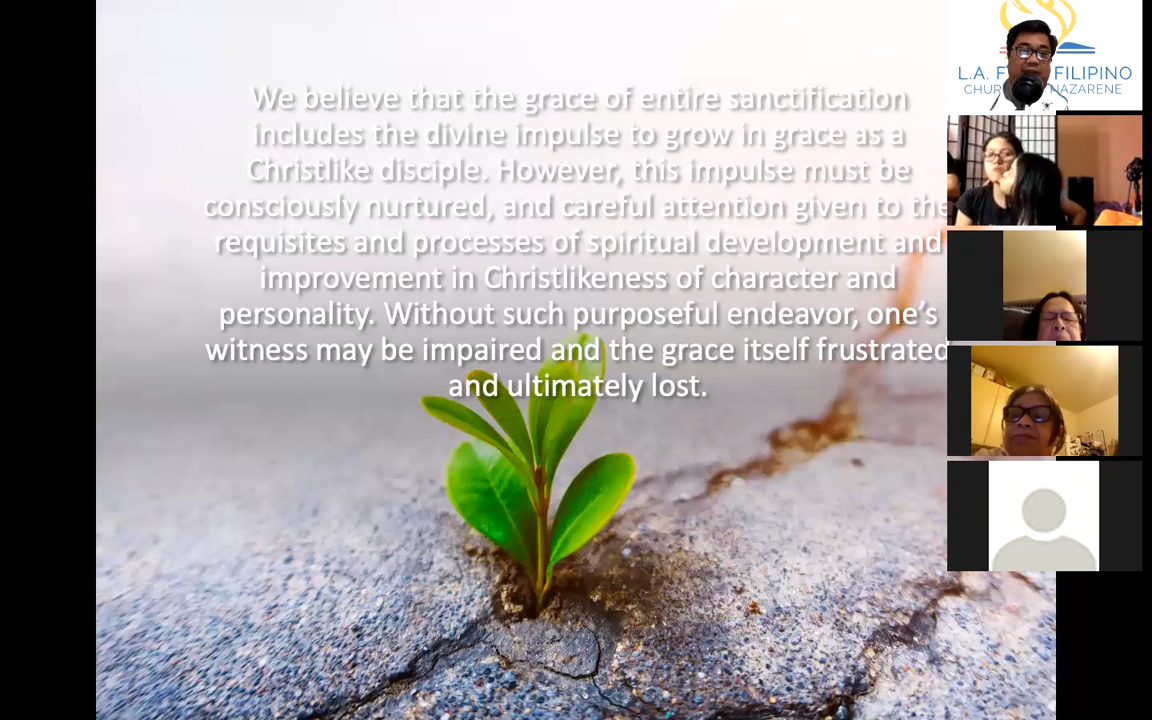 We believe that the grace of entire sanctification
includes the divine impulse to grow in grace as a
Christlike disciple. However, this impulse must be
consciously nurtured, and careful attention given to the
requisites and processes of spiritual development and
improvement in Christlikeness of character and
personality. Without such purposeful endeavor, one's
witness may be impaired and the grace itself frustrated
and ultimately lost.
L.A. F FILIPINO
CHUR NAZARENE